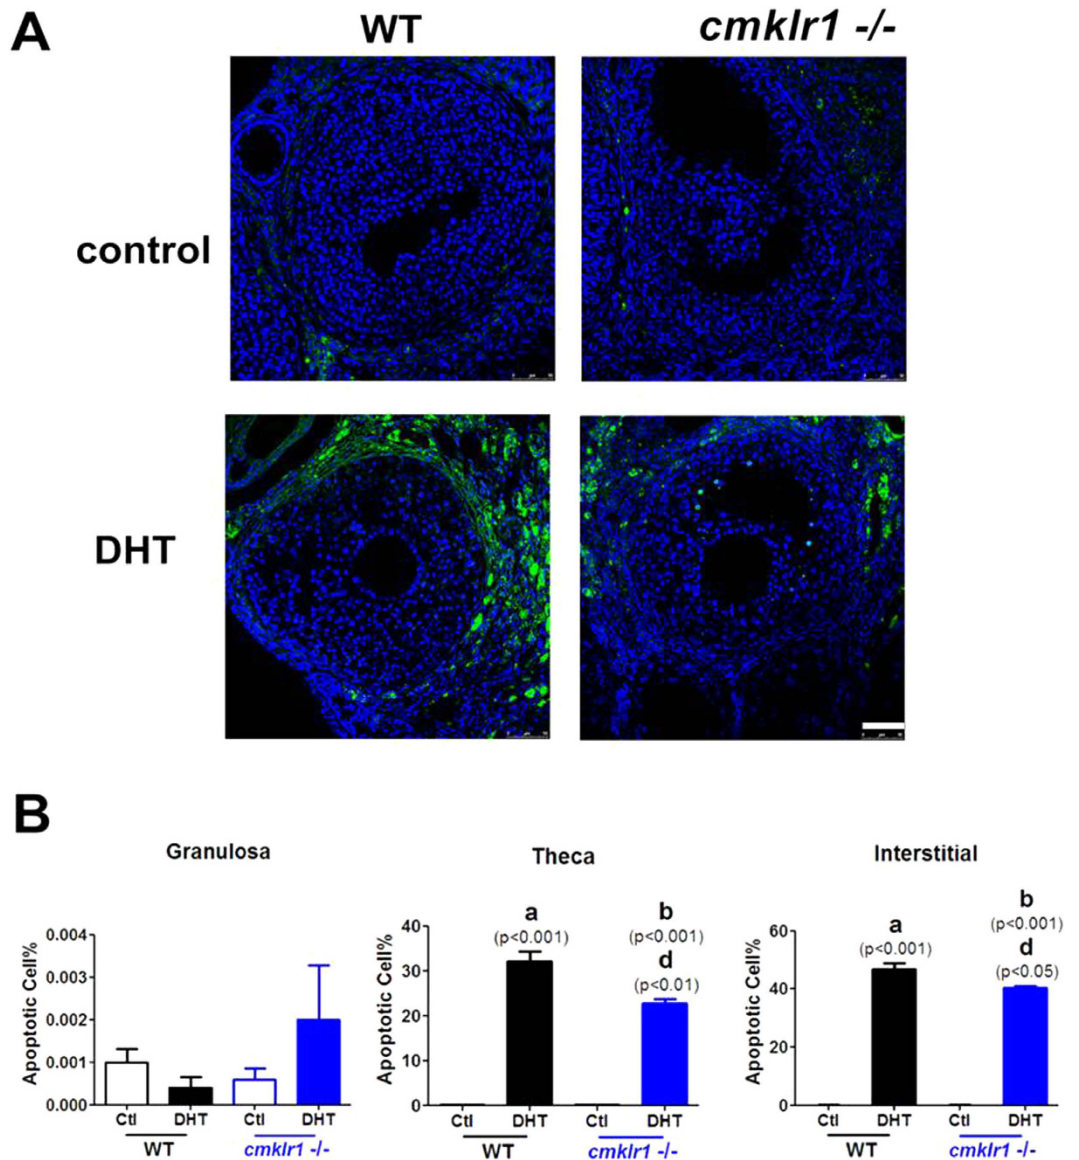 A
WT
cmklr1 -/-
control
DHT
B
Granulosa
Apoptotic Cell%
0.004
0.003
0.002
0.001
0.000
Ctl DHT Ctl DHT
WT cmklr1 -/-
Theca
Apoptotic Cell%
40
30
20
10
0
a
(p<0.001)
b
(p<0.001)
d
(p<0.01)
Ctl DHT Ctl DHT
WT cmklr1 -/-
Interstitial
Apoptotic Cell%
60
40
20
0
a
(p<0.001)
b
(p<0.001)
d
(p<0.05)
Ctl DHT Ctl DHT
WT cmklr1 -/-